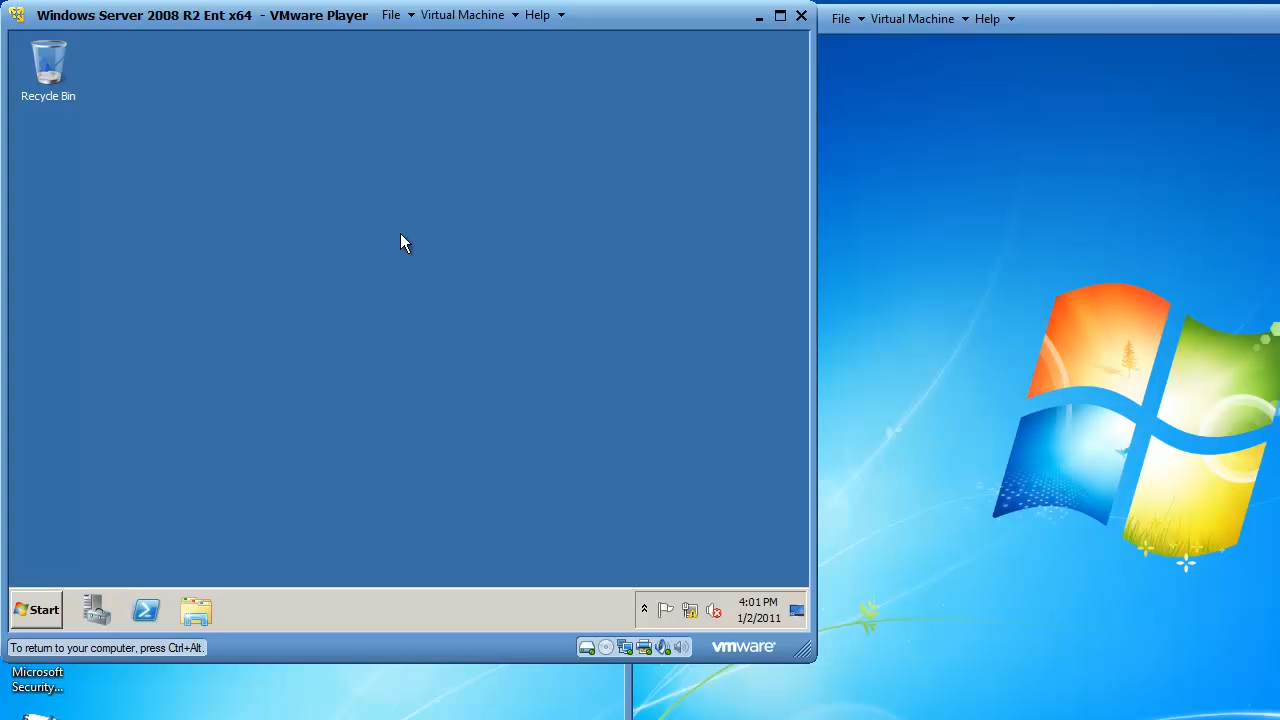 Windows Server 2008 R2 Ent x64 - VMware Player File Virtual Machine Help
File Virtual Machine Help
Recycle Bin
Start
4:01 PM
1/2/2011
To return to your computer, press Ctrl+Alt.
vmware
Microsoft
Security...